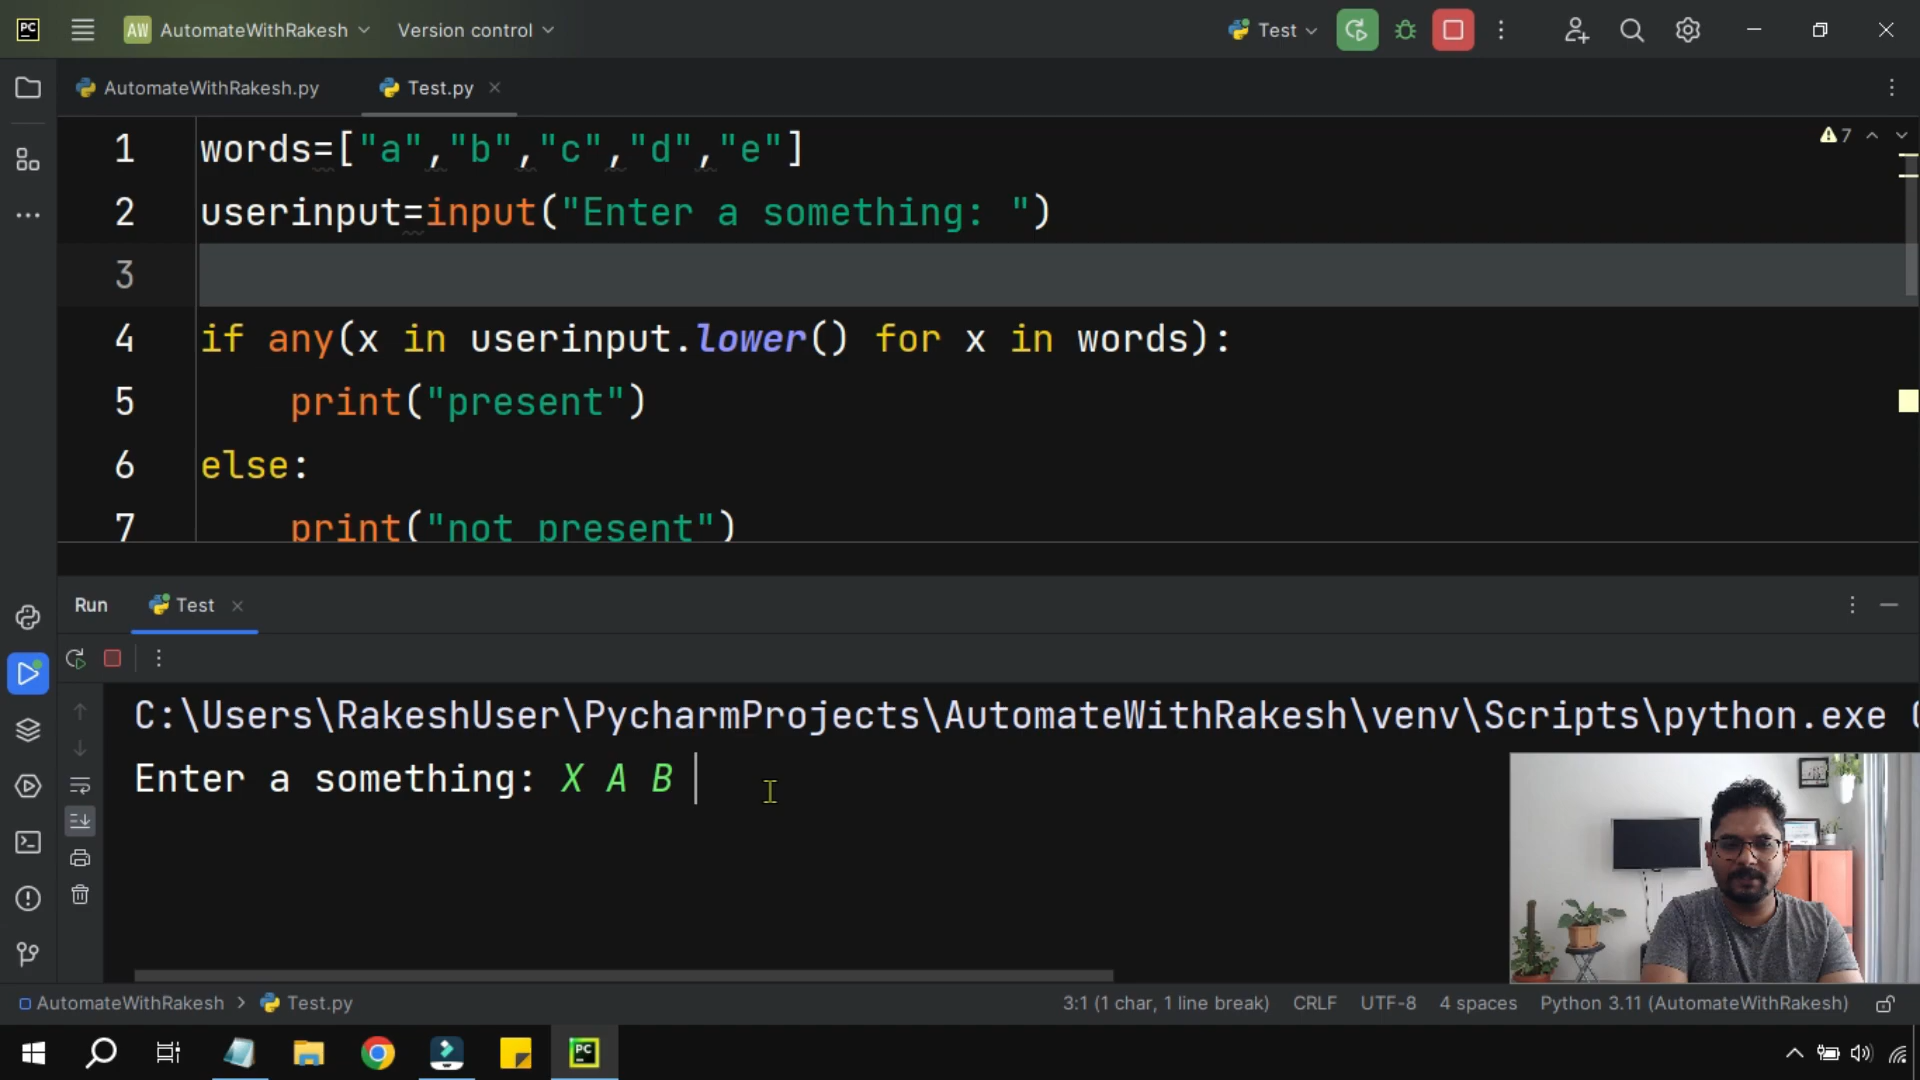 PC AW AutomateWithRakesh Version control Test
AutomateWithRakesh.py Test.py
7
1 words=["a","b","c","d","e"]
2 userinput=input("Enter a something: ")
3
4 if any(x in userinput.lower() for x in words):
5 print("present")
6 else:
7 print("not present")
Run Test
C:\Users\RakeshUser\PycharmProjects\AutomateWithRakesh\venv\Scripts\python.exe
Enter a something: X A B
AutomateWithRakesh > Test.py 3:1 (1 char, 1 line break) CRLF UTF-8 4 spaces Python 3.11 (AutomateWithRakesh)
PC